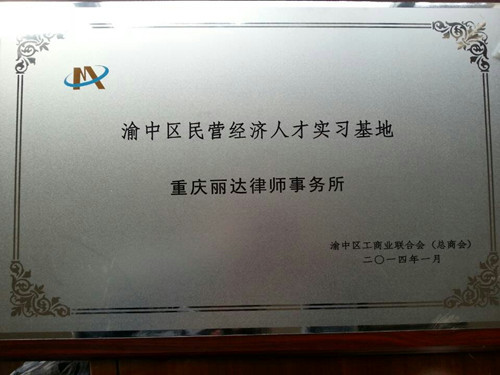 渝中区民营经济人才实习基地
重庆丽达律师事务所
渝中区工商业联合会（总商会）
二〇一四年一月